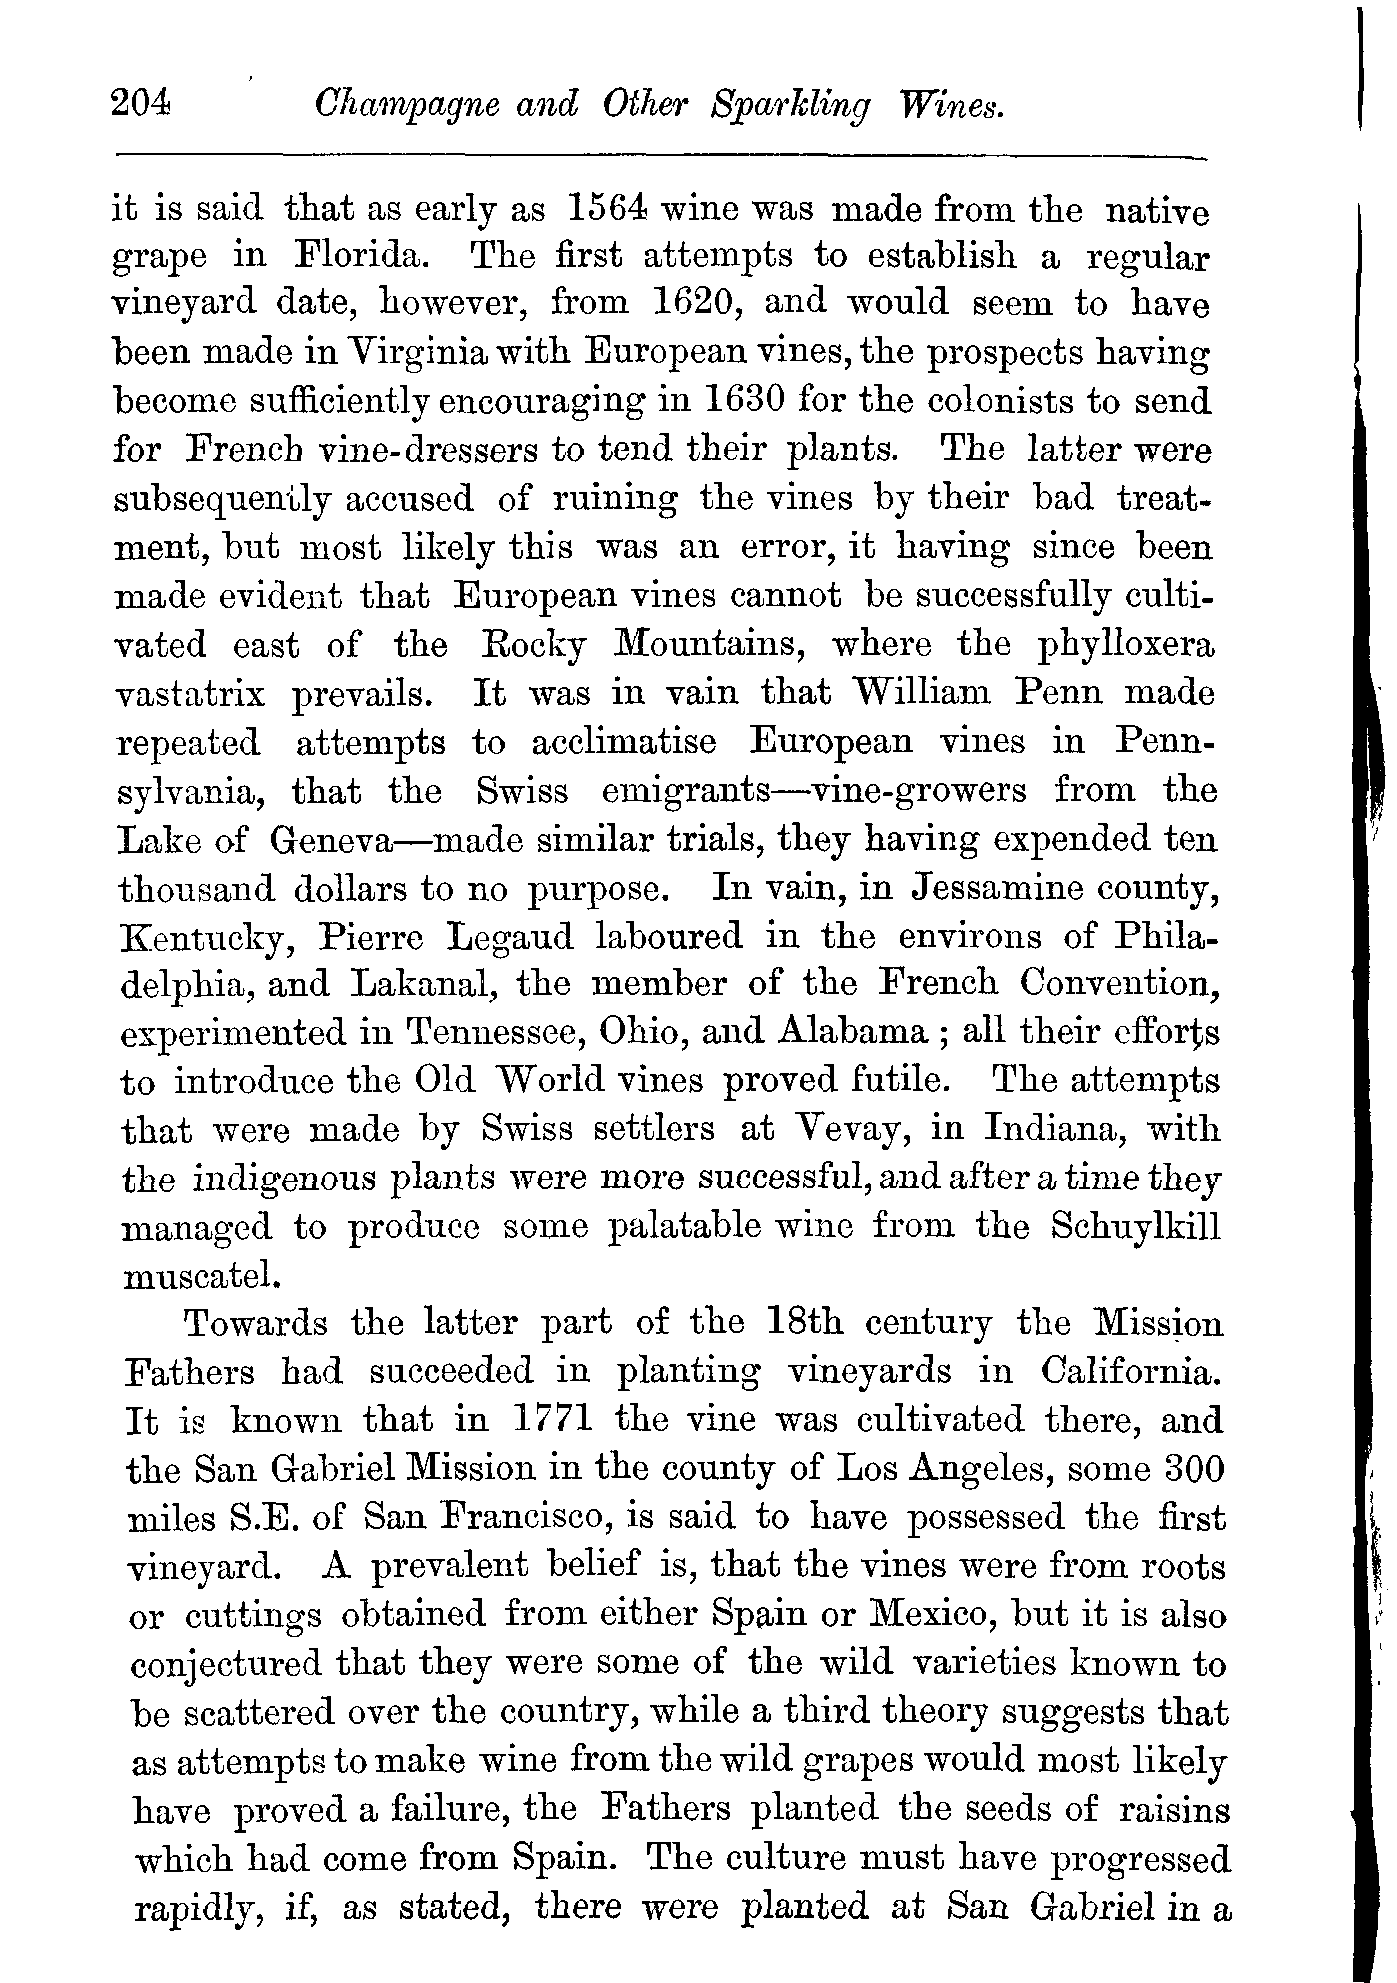 204 Champagne and Other Sparkling Wines.
it is said that as early as 1564 wine was made from the native
grape in Florida. The first attempts to establish a regular
vineyard date, however, from 1620, and would seem to have
been made in Virginia with European vines, the prospects having
become sufficiently encouraging in 1630 for the colonists to send
for French vine-dressers to tend their plants. The latter were
subsequently accused of ruining the vines by their bad treat-
ment, but most likely this was an error, it having since been
made evident that European vines cannot be successfully culti-
vated east of the Rocky Mountains, where the phylloxera
vastatrix prevails. It was in vain that William Penn made
repeated attempts to acclimatise European vines in Penn-
sylvania, that the Swiss emigrants—vine-growers from the
Lake of Geneva—made similar trials, they having expended ten
thousand dollars to no purpose. In vain, in Jessamine county,
Kentucky, Pierre Legaud laboured in the environs of Phila-
delphia, and Lakanal, the member of the French Convention,
experimented in Tennessee, Ohio, and Alabama ; all their efforts
to introduce the Old World vines proved futile. The attempts
that were made by Swiss settlers at Vevay, in Indiana, with
the indigenous plants were more successful, and after a time they
managed to produce some palatable wine from the Schuylkill
muscatel.
Towards the latter part of the 18th century the Mission
Fathers had succeeded in planting vineyards in California.
It is known that in 1771 the vine was cultivated there, and
the San Gabriel Mission in the county of Los Angeles, some 300
miles S.E. of San Francisco, is said to have possessed the first
vineyard. A prevalent belief is, that the vines were from roots
or cuttings obtained from either Spain or Mexico, but it is also
conjectured that they were some of the wild varieties known to
be scattered over the country, while a third theory suggests that
as attempts to make wine from the wild grapes would most likely
have proved a failure, the Fathers planted the seeds of raisins
which had come from Spain. The culture must have progressed
rapidly, if, as stated, there were planted at San Gabriel in a